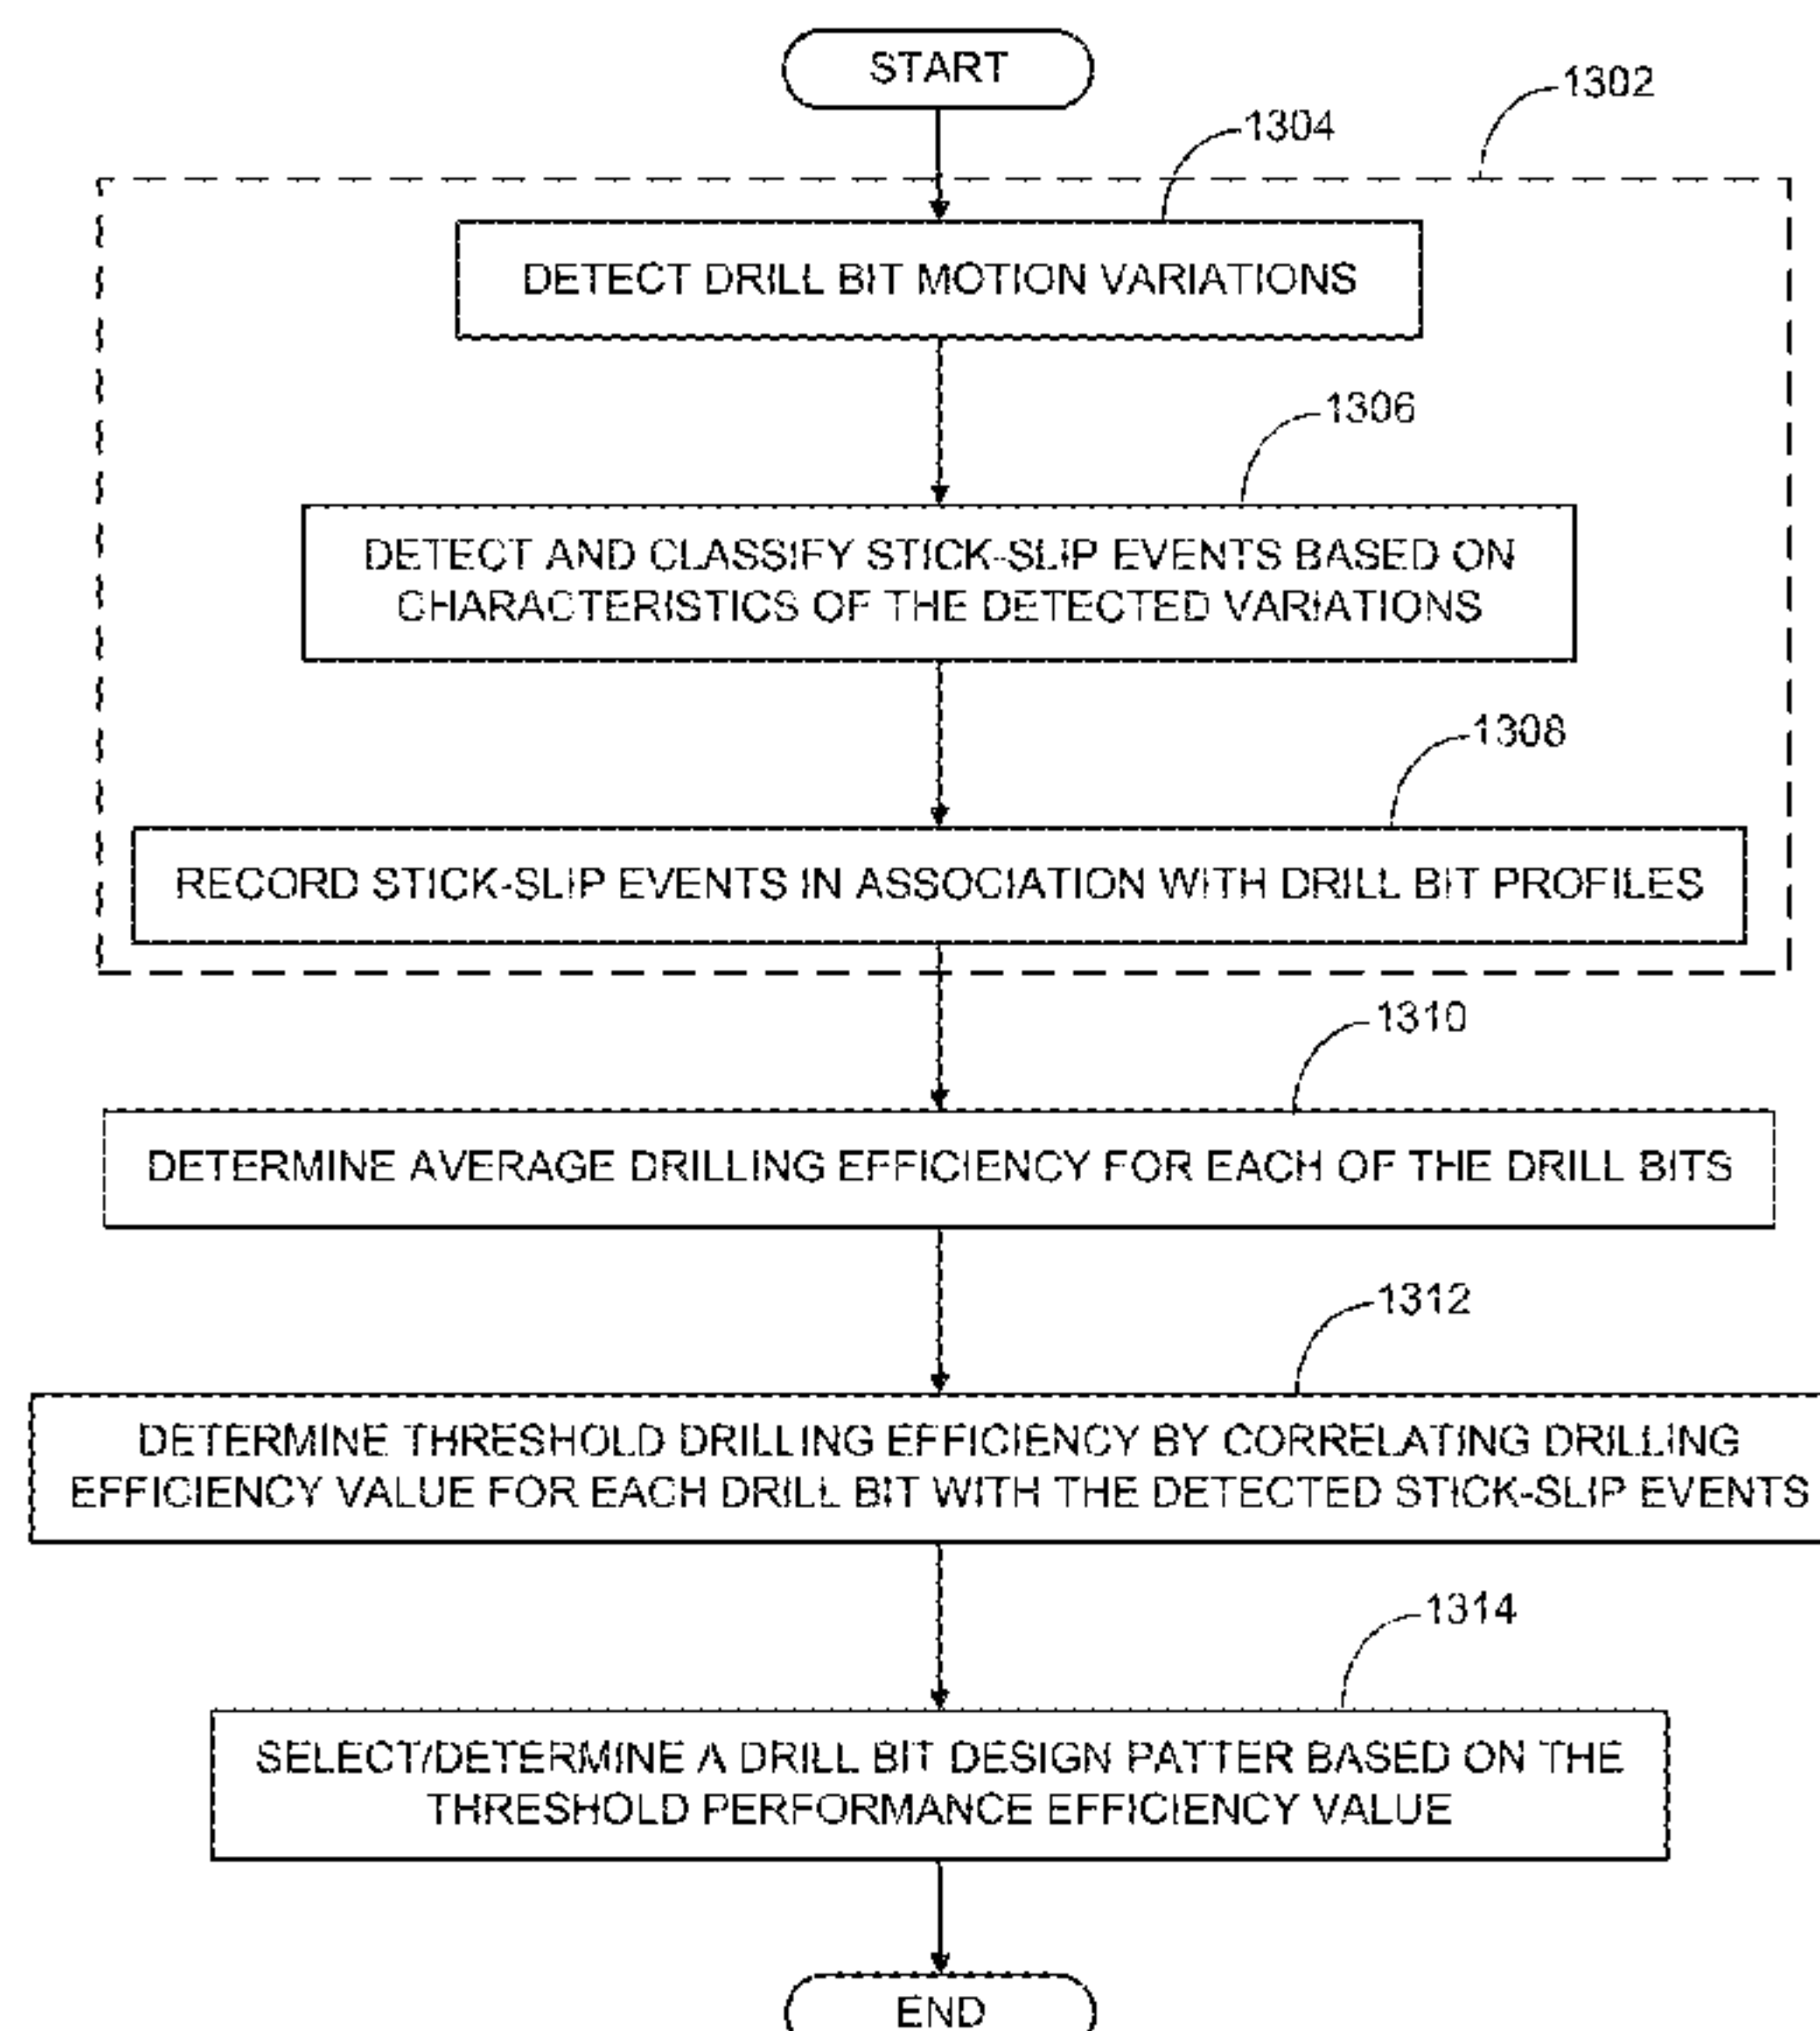 START
1302
1304
DETECT DRILL BIT MOTION VARIATIONS
1306
DETECT AND CLASSIFY STICK-SLIP EVENTS BASED ON
CHARACTERISTICS OF THE DETECTED VARIATIONS
1308
RECORD STICK-SLIP EVENTS IN ASSOCIATION WITH DRILL BIT PROFILES
1310
DETERMINE AVERAGE DRILLING EFFICIENCY FOR EACH OF THE DRILL BITS
1312
DETERMINE THRESHOLD DRILLING EFFICIENCY BY CORRELATING DRILLING
EFFICIENCY VALUE FOR EACH DRILL BIT WITH THE DETECTED STICK-SLIP EVENTS
1314
SELECT/DETERMINE A DRILL BIT DESIGN PATTER BASED ON THE
THRESHOLD PERFORMANCE EFFICIENCY VALUE
END